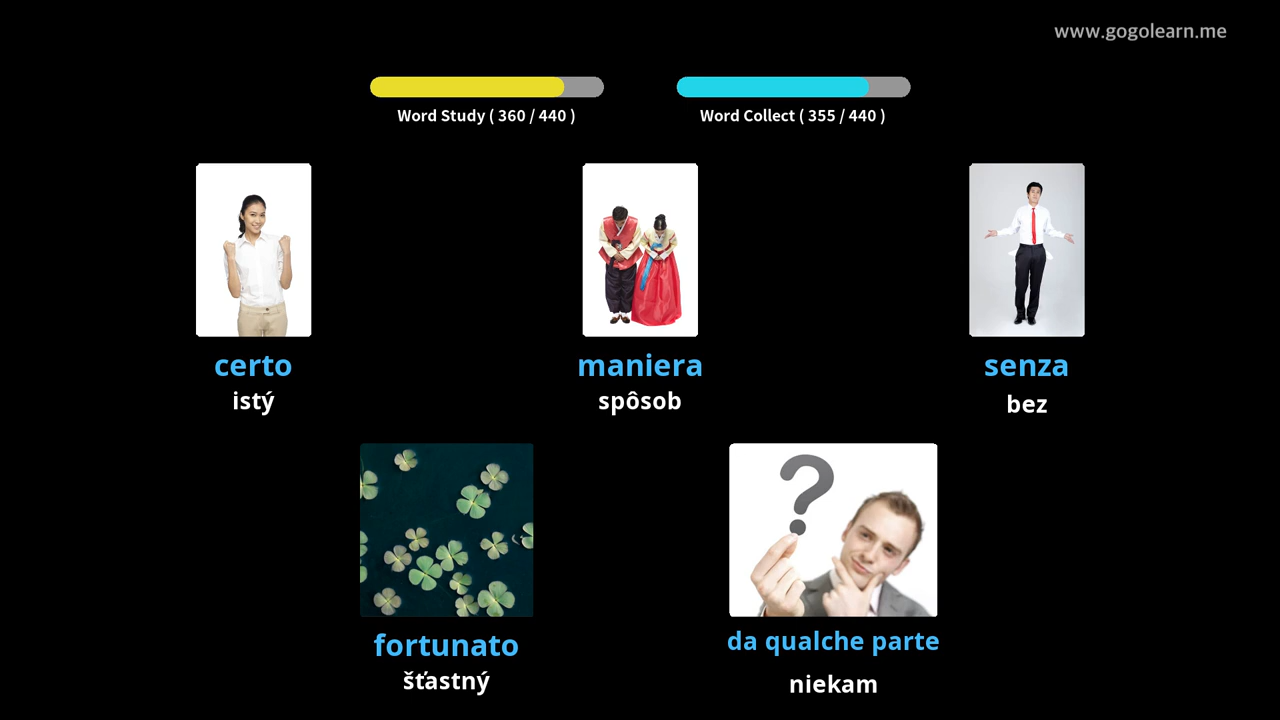 www.gogolearn.me
Word Study ( 360 / 440 )
Word Collect ( 355 / 440 )
certo
istý
maniera
spôsob
senza
bez
fortunato
šťastný
da qualche parte
niekam